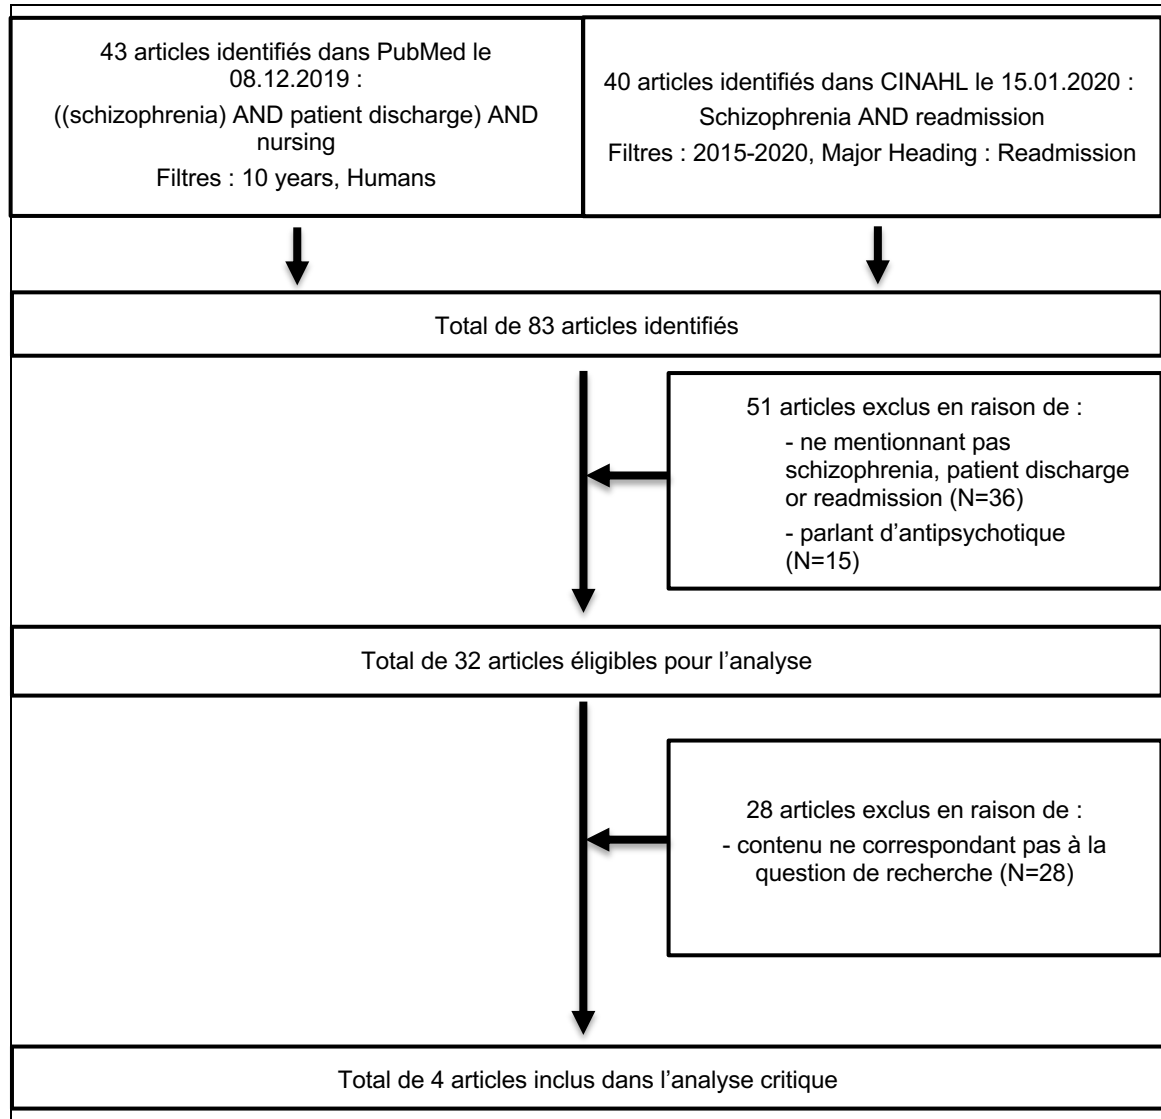 43 articles identifiés dans PubMed le
08.12.2019 :
((schizophrenia) AND patient discharge) AND
nursing
Filtres : 10 years, Humans
40 articles identifiés dans CINAHL le 15.01.2020 :
Schizophrenia AND readmission
Filtres : 2015-2020, Major Heading : Readmission
Total de 83 articles identifiés
51 articles exclus en raison de :
- ne mentionnant pas
schizophrenia, patient discharge
or readmission (N=36)
- parlant d’antipsychotique
(N=15)
Total de 32 articles éligibles pour l’analyse
28 articles exclus en raison de :
- contenu ne correspondant pas à la
question de recherche (N=28)
Total de 4 articles inclus dans l’analyse critique